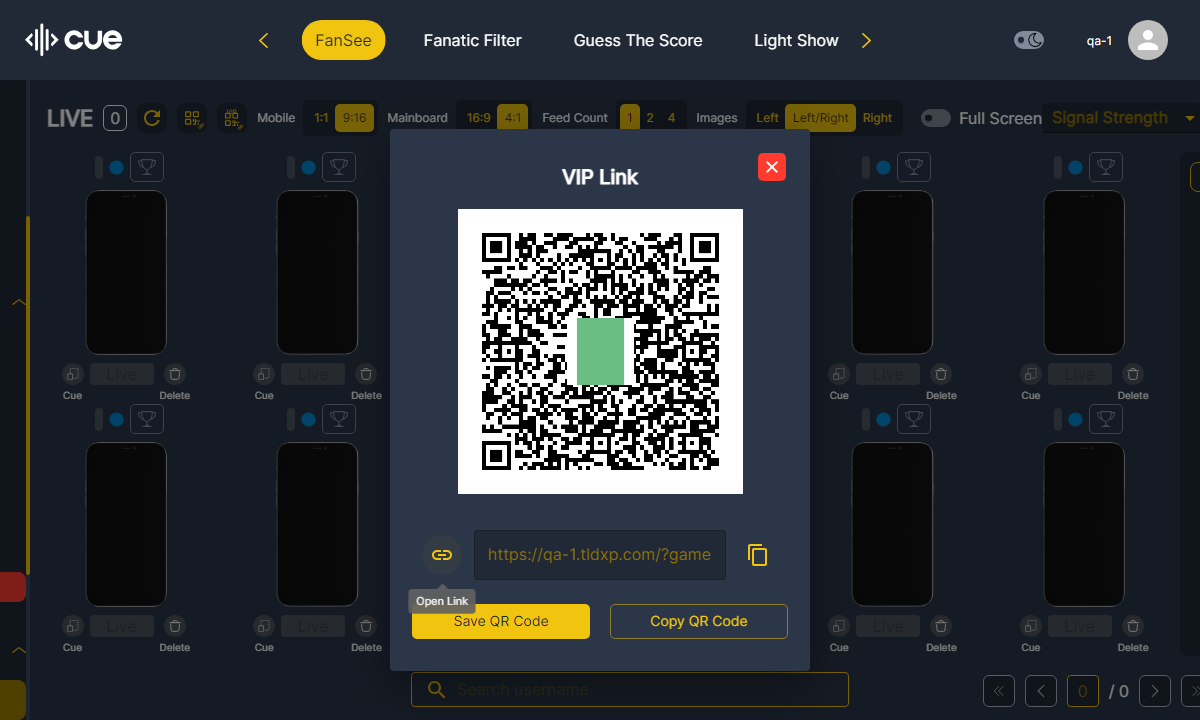 cue
FanSee
Fanatic Filter
Guess The Score
Light Show
qa-1
LIVE 0
Mobile 1:1 9:16 Mainboard 16:9 4:1 Feed Count 1 2 4 Images Left Left/Right Right Full Screen Signal Strength
VIP Link
Live Live Live Live
Cue Delete Cue Delete Cue Delete Cue Delete
https://qa-1.tldxp.com/?game
Open Link
Save QR Code Copy QR Code
Live Live Live Live
Cue Delete Cue Delete Cue Delete Cue Delete
Search username
0 / 0